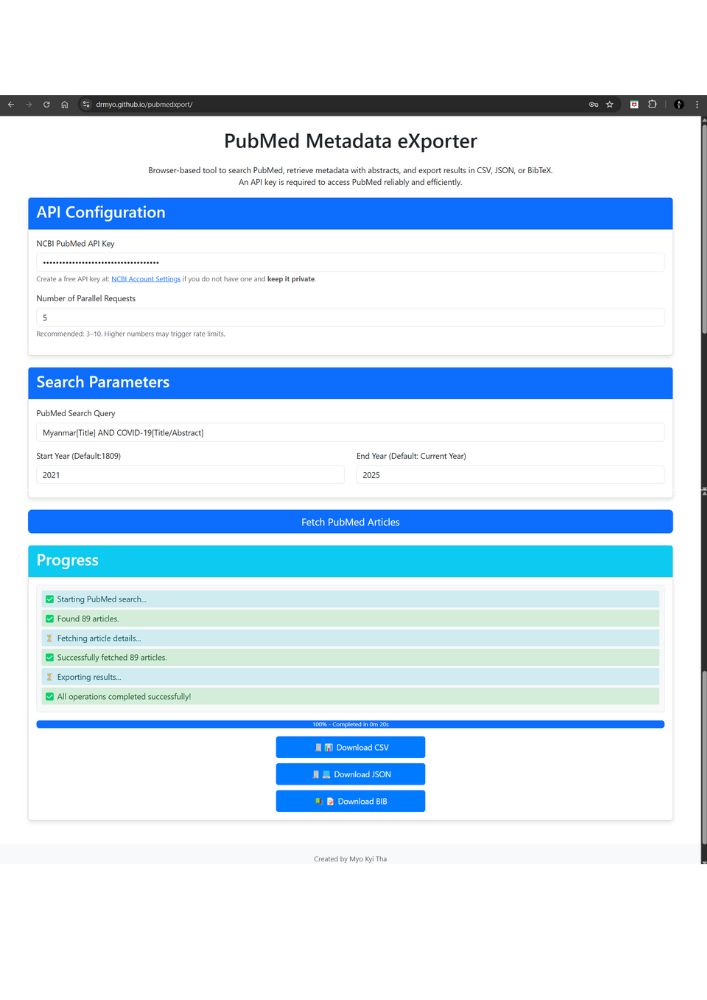 drmyo.github.io/pubmedxport/
PubMed Metadata eXporter
Browser-based tool to search PubMed, retrieve metadata with abstracts, and export results in CSV, JSON, or BibTeX.
An API key is required to access PubMed reliably and efficiently.
API Configuration
NCBI PubMed API Key
••••••••••••••••••••••••••••••••••••
Create a free API key at: NCBI Account Settings if you do not have one and keep it private.
Number of Parallel Requests
5
Recommended: 3–10. Higher numbers may trigger rate limits.
Search Parameters
PubMed Search Query
Myanmar[Title] AND COVID-19[Title/Abstract]
Start Year (Default:1809)
End Year (Default: Current Year)
2021
2025
Fetch PubMed Articles
Progress
✅ Starting PubMed search...
✅ Found 89 articles.
⏳ Fetching article details...
✅ Successfully fetched 89 articles.
⏳ Exporting results...
✅ All operations completed successfully!
100% - Completed in 0m 20s
Download CSV
Download JSON
Download BIB
Created by Myo Kyi Tha